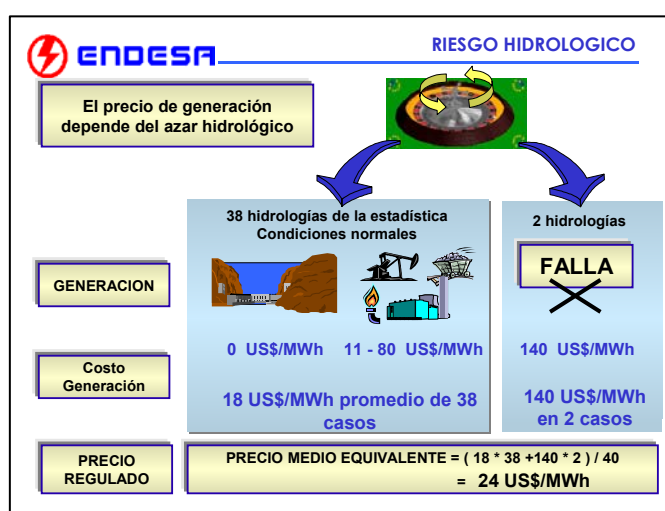 ENDESA
RIESGO HIDROLOGICO
El precio de generación
depende del azar hidrológico
38 hidrologías de la estadística
Condiciones normales
2 hidrologías
GENERACION
FALLA
0 US$/MWh
11 - 80 US$/MWh
140 US$/MWh
Costo
Generación
18 US$/MWh promedio de 38
casos
140 US$/MWh
en 2 casos
PRECIO
REGULADO
PRECIO MEDIO EQUIVALENTE = ( 18 * 38 +140 * 2 ) / 40
= 24 US$/MWh